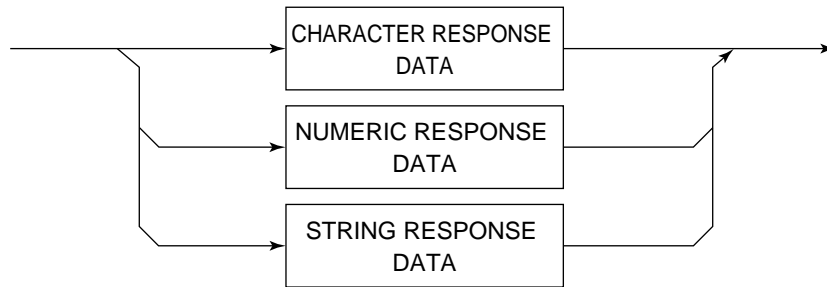 CHARACTER RESPONSE
DATA
NUMERIC RESPONSE
DATA
STRING RESPONSE
DATA